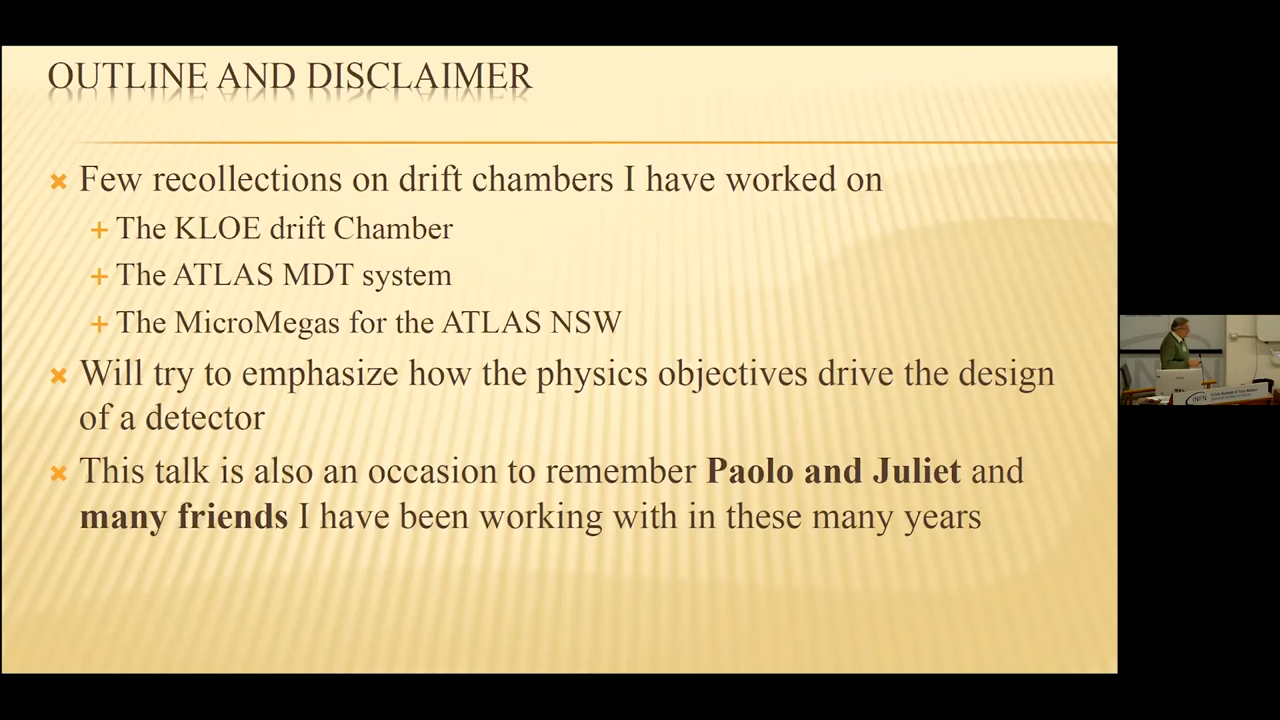 OUTLINE AND DISCLAIMER
Few recollections on drift chambers I have worked on
The KLOE drift Chamber
The ATLAS MDT system
The MicroMegas for the ATLAS NSW
Will try to emphasize how the physics objectives drive the design
of a detector
This talk is also an occasion to remember Paolo and Juliet and
many friends I have been working with in these many years
INFN